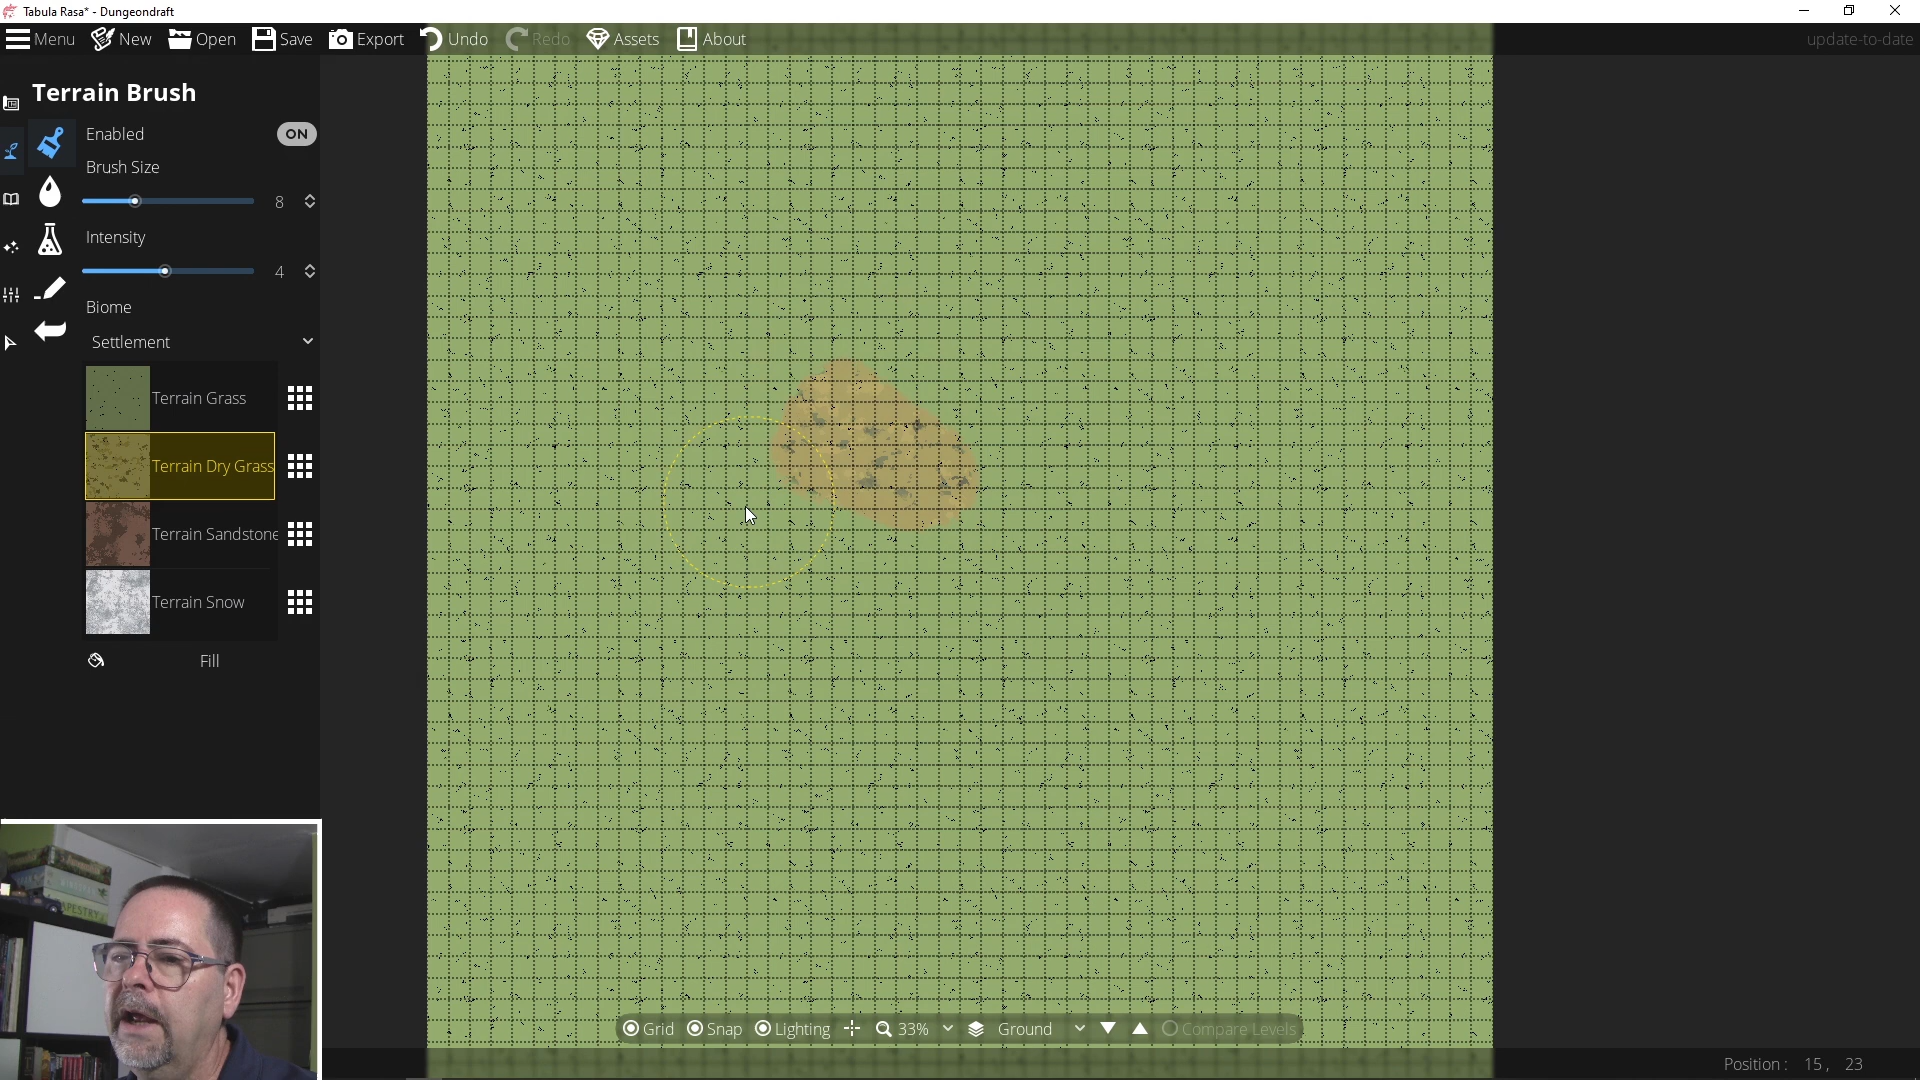 Tabula Rasa* - Dungeondraft
Menu New Open Save Export Undo Redo Assets About update-to-date
Terrain Brush
Enabled ON
Brush Size
8
Intensity
4
Biome
Settlement
Terrain Grass
Terrain Dry Grass
Terrain Sandstone
Terrain Snow
Fill
TAPESTRY
Grid Snap Lighting 33% Ground Compare Levels
Position : 15 , 23